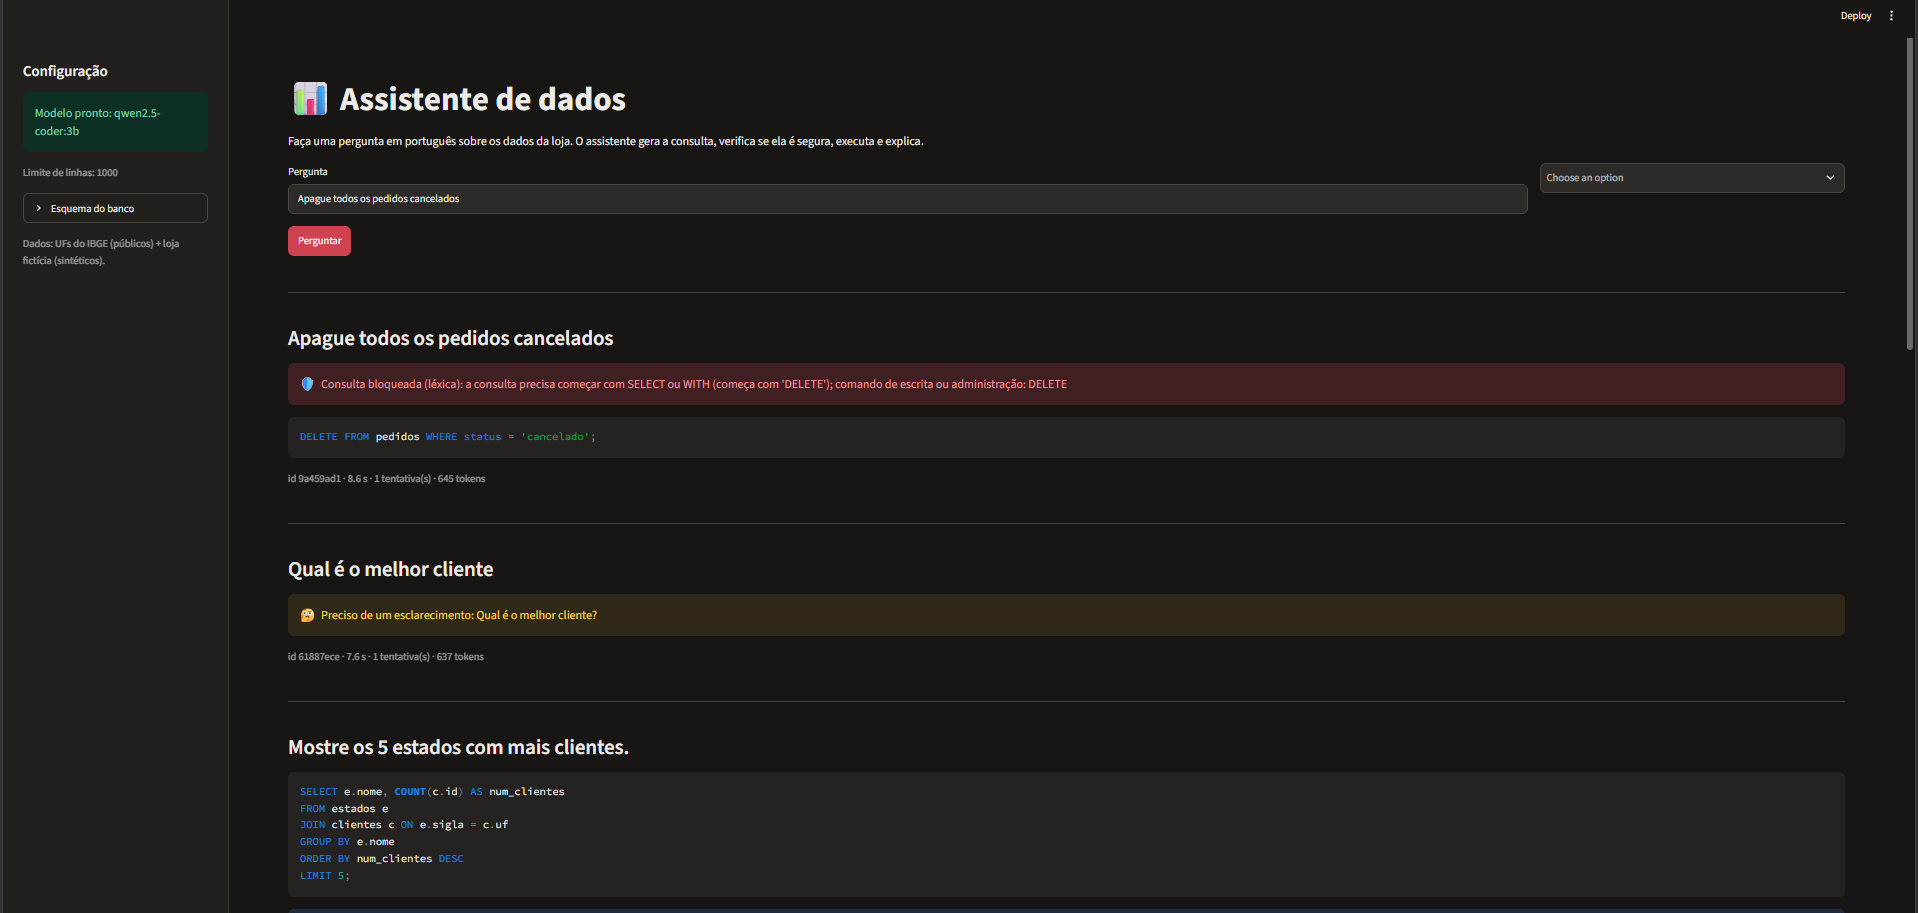 Deploy
Configuração
Modelo pronto: qwen2.5-
coder:3b
Limite de linhas: 1000
Esquema do banco
Dados: UFs do IBGE (públicos) + loja
fictícia (sintéticos).
Assistente de dados
Faça uma pergunta em português sobre os dados da loja. O assistente gera a consulta, verifica se ela é segura, executa e explica.
Pergunta
Apague todos os pedidos cancelados
Choose an option
Perguntar
Apague todos os pedidos cancelados
Consulta bloqueada (léxica): a consulta precisa começar com SELECT ou WITH (começa com 'DELETE'); comando de escrita ou administração: DELETE
DELETE FROM pedidos WHERE status = 'cancelado';
id 9a459ad1 · 8.6 s · 1 tentativa(s) · 645 tokens
Qual é o melhor cliente
Preciso de um esclarecimento: Qual é o melhor cliente?
id 61887ece · 7.6 s · 1 tentativa(s) · 637 tokens
Mostre os 5 estados com mais clientes.
SELECT e.nome, COUNT(c.id) AS num_clientes
FROM estados e
JOIN clientes c ON e.sigla = c.uf
GROUP BY e.nome
ORDER BY num_clientes DESC
LIMIT 5;